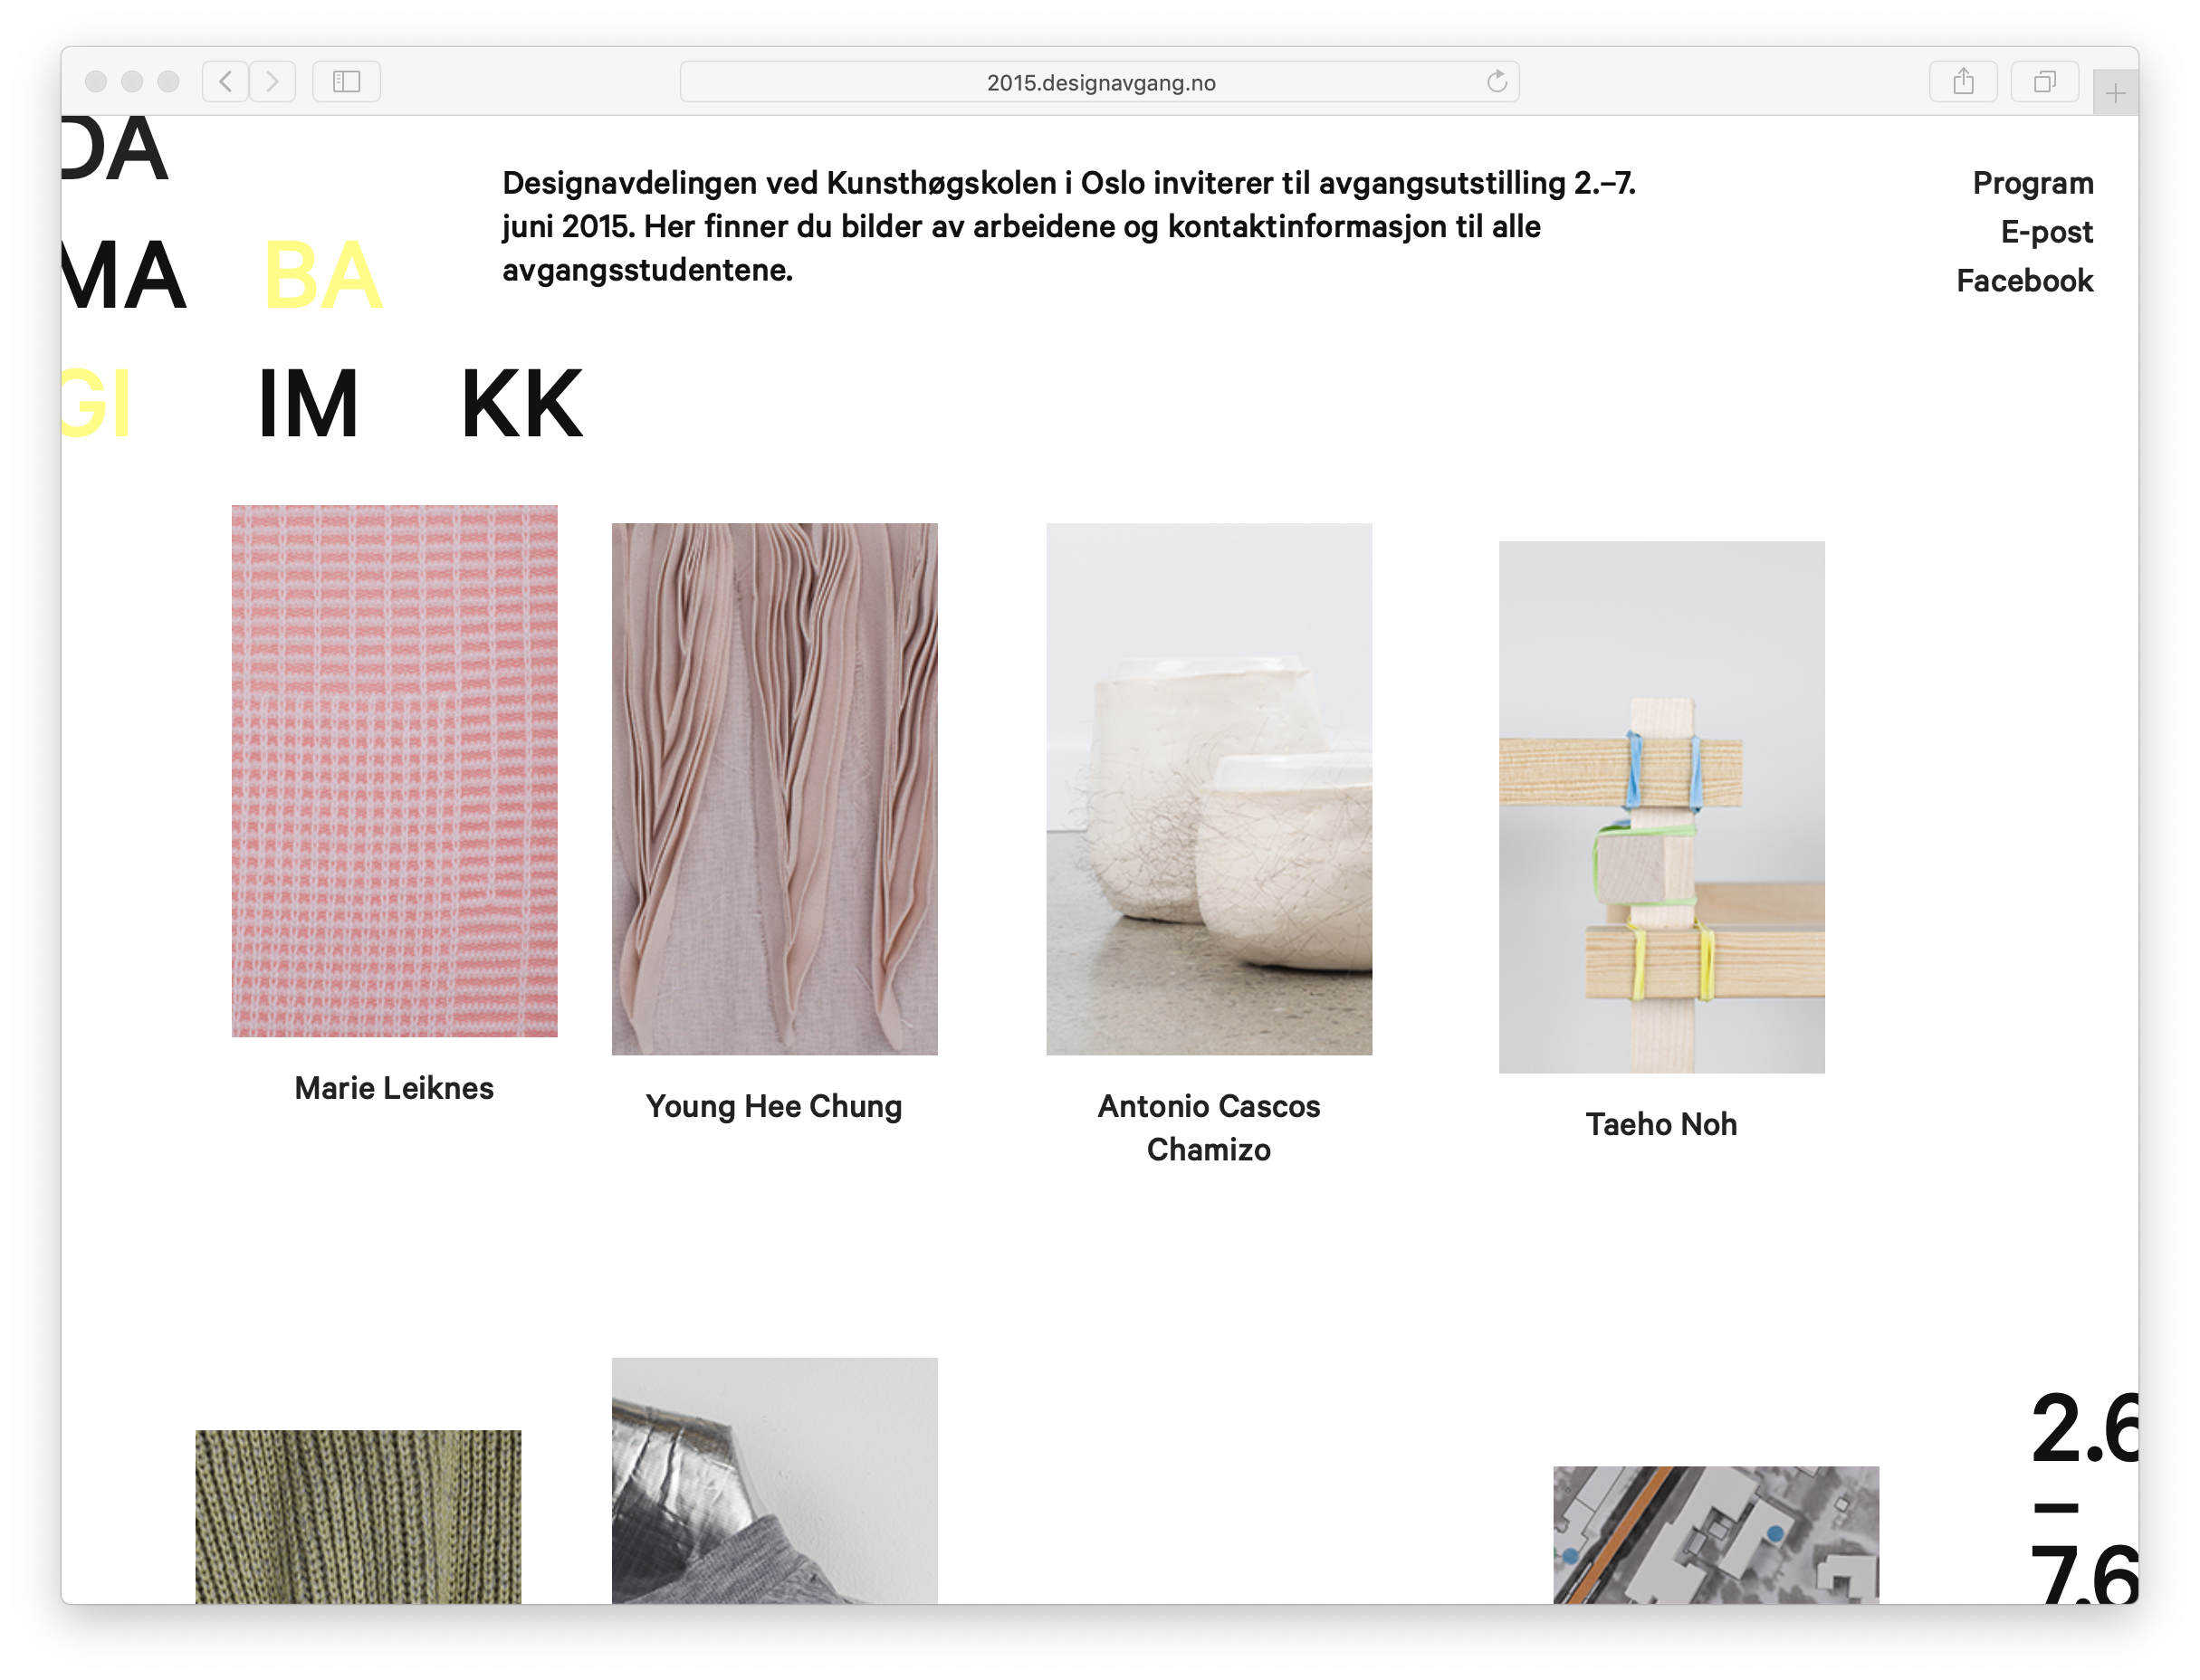 2015.designavgang.no
DA
Designavdelingen ved Kunsthøgskolen i Oslo inviterer til avgangsutstilling 2.–7.
juni 2015. Her finner du bilder av arbeidene og kontaktinformasjon til alle
avgangsstudentene.
Program
E-post
Facebook
MA BA
GI IM KK
Marie Leiknes
Young Hee Chung
Antonio Cascos
Chamizo
Taeho Noh
2.6
–
7.6